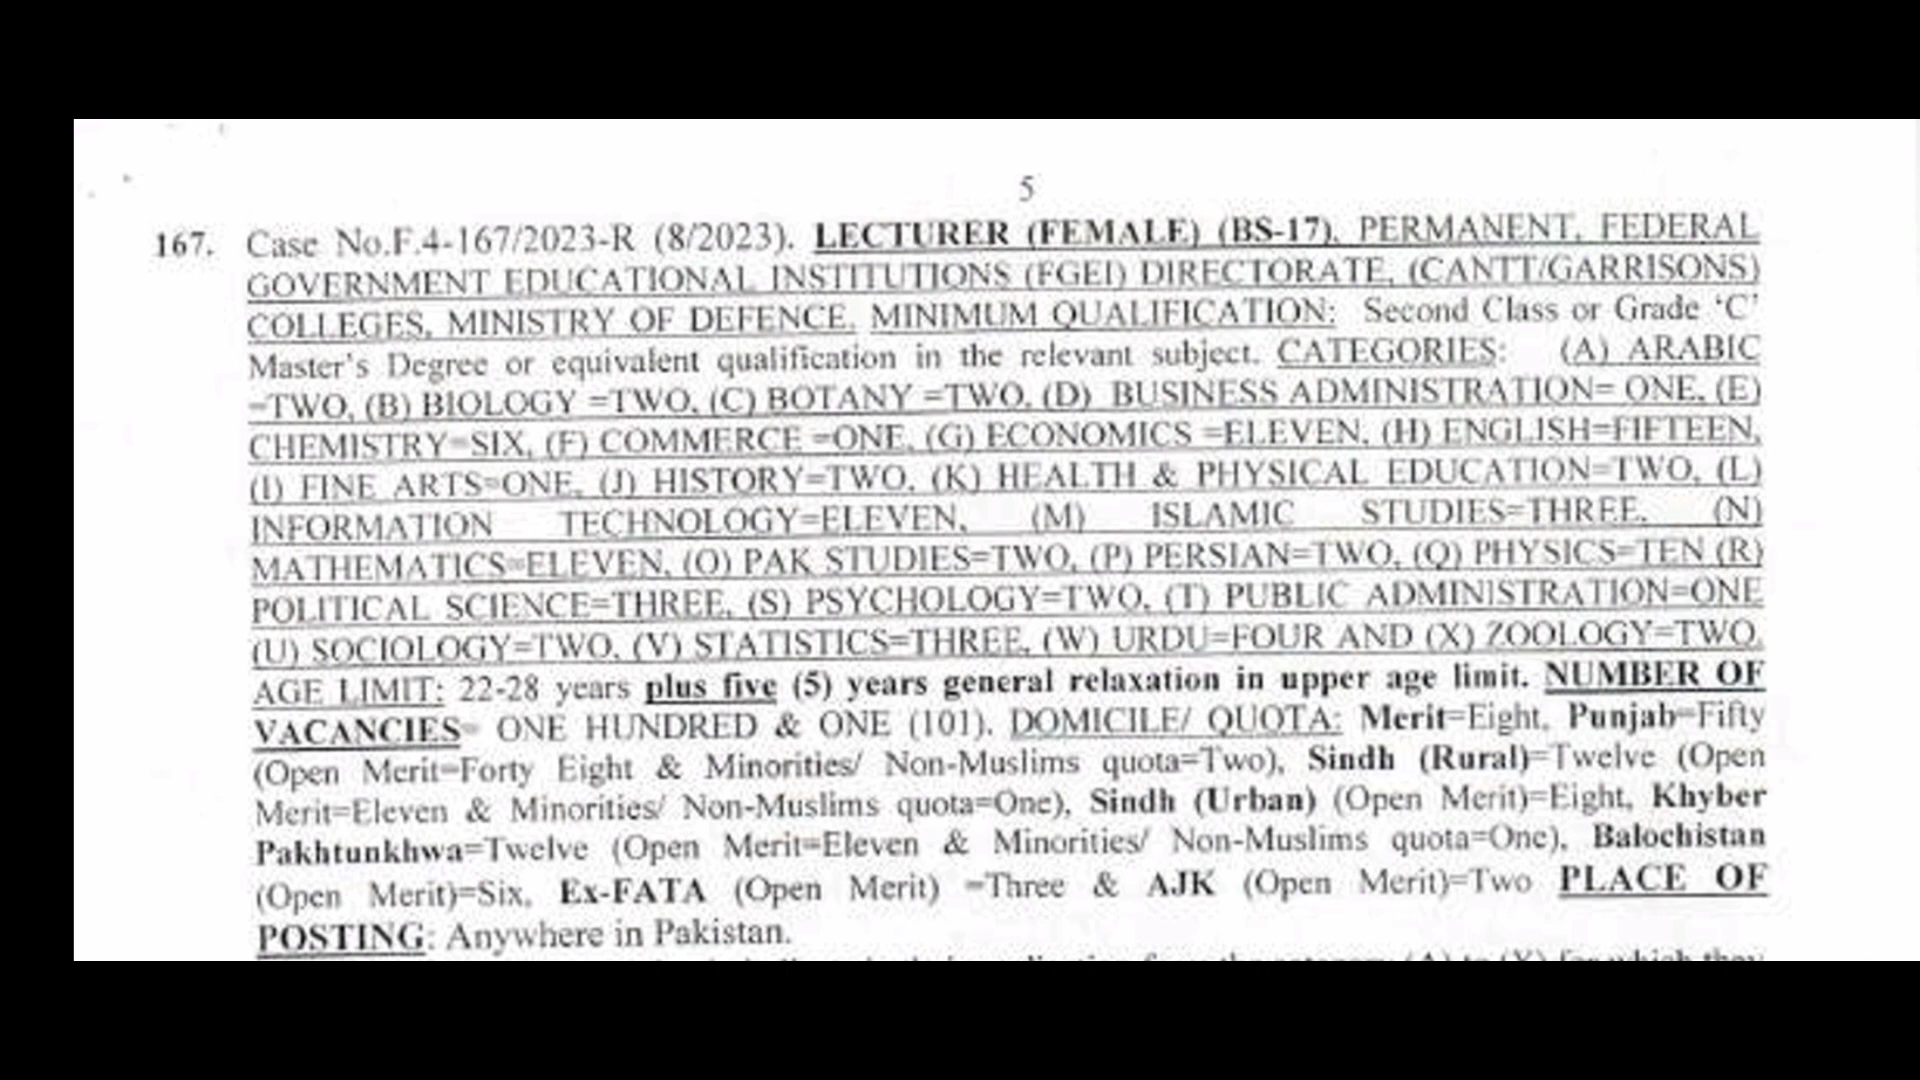 5
167. Case No.F.4-167/2023-R (8/2023). LECTURER (FEMALE) (BS-17), PERMANENT, FEDERAL
GOVERNMENT EDUCATIONAL INSTITUTIONS (FGEI) DIRECTORATE, (CANTT/GARRISONS)
COLLEGES, MINISTRY OF DEFENCE. MINIMUM QUALIFICATION: Second Class or Grade 'C'
Master's Degree or equivalent qualification in the relevant subject. CATEGORIES: (A) ARABIC
=TWO, (B) BIOLOGY =TWO, (C) BOTANY =TWO, (D) BUSINESS ADMINISTRATION= ONE, (E)
CHEMISTRY=SIX, (F) COMMERCE =ONE, (G) ECONOMICS =ELEVEN, (H) ENGLISH=FIFTEEN,
(I) FINE ARTS=ONE, (J) HISTORY=TWO, (K) HEALTH & PHYSICAL EDUCATION=TWO, (L)
INFORMATION TECHNOLOGY=ELEVEN, (M) ISLAMIC STUDIES=THREE, (N)
MATHEMATICS=ELEVEN, (O) PAK STUDIES=TWO, (P) PERSIAN=TWO, (Q) PHYSICS=TEN (R)
POLITICAL SCIENCE=THREE, (S) PSYCHOLOGY=TWO, (T) PUBLIC ADMINISTRATION=ONE
(U) SOCIOLOGY=TWO, (V) STATISTICS=THREE, (W) URDU=FOUR AND (X) ZOOLOGY=TWO.
AGE LIMIT: 22-28 years plus five (5) years general relaxation in upper age limit. NUMBER OF
VACANCIES= ONE HUNDRED & ONE (101). DOMICILE/ QUOTA: Merit=Eight, Punjab=Fifty
(Open Merit=Forty Eight & Minorities/ Non-Muslims quota=Two), Sindh (Rural)=Twelve (Open
Merit=Eleven & Minorities/ Non-Muslims quota=One), Sindh (Urban) (Open Merit)=Eight, Khyber
Pakhtunkhwa=Twelve (Open Merit=Eleven & Minorities/ Non-Muslims quota=One), Balochistan
(Open Merit)=Six, Ex-FATA (Open Merit) =Three & AJK (Open Merit)=Two PLACE OF
POSTING: Anywhere in Pakistan.
(A) to (X) for which they